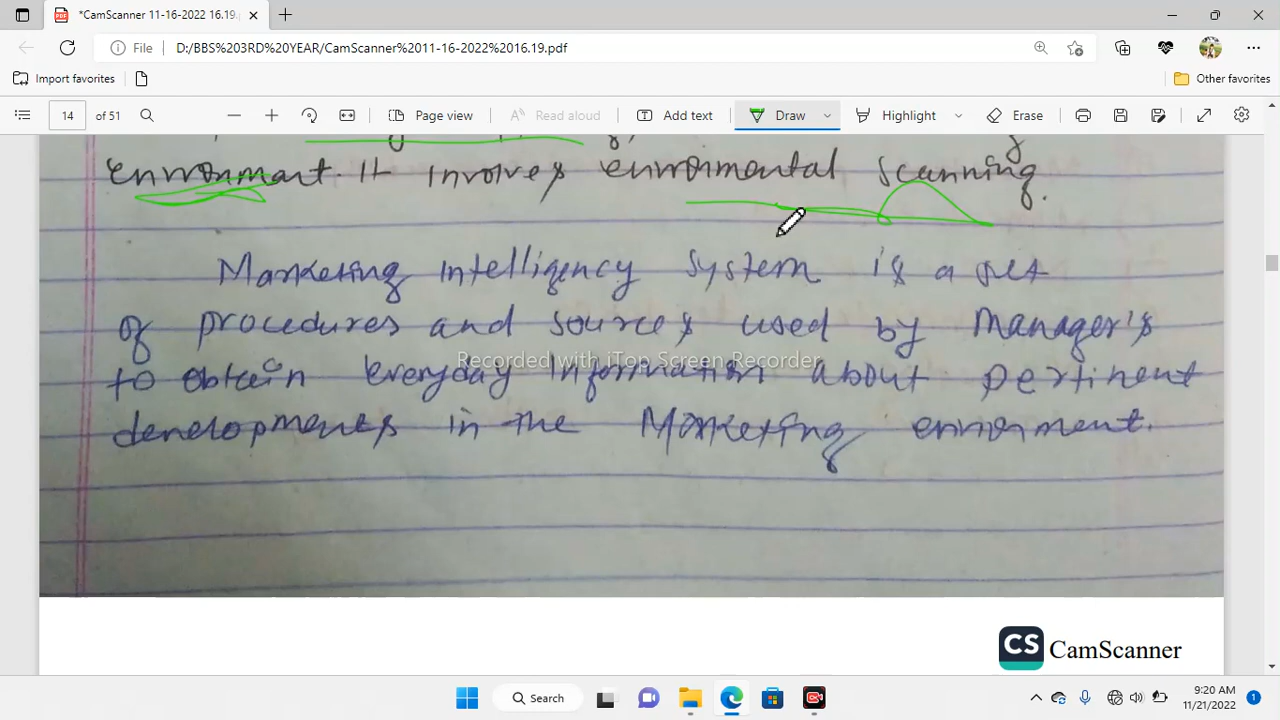 *CamScanner 11-16-2022 16.19.p
File D:/BBS%203RD%20YEAR/CamScanner%2011-16-2022%2016.19.pdf
Import favorites Other favorites
14 of 51 Page view Read aloud Add text Draw Highlight Erase
environment. It involves environmental scanning.
Marketing intelligency system is a set
of procedures and sources used by Manager's
to obtain everyday Information about pertinent
developments in the Marketing environment.
Recorded with iTop Screen Recorder
CS CamScanner
Search
9:20 AM
11/21/2022
1